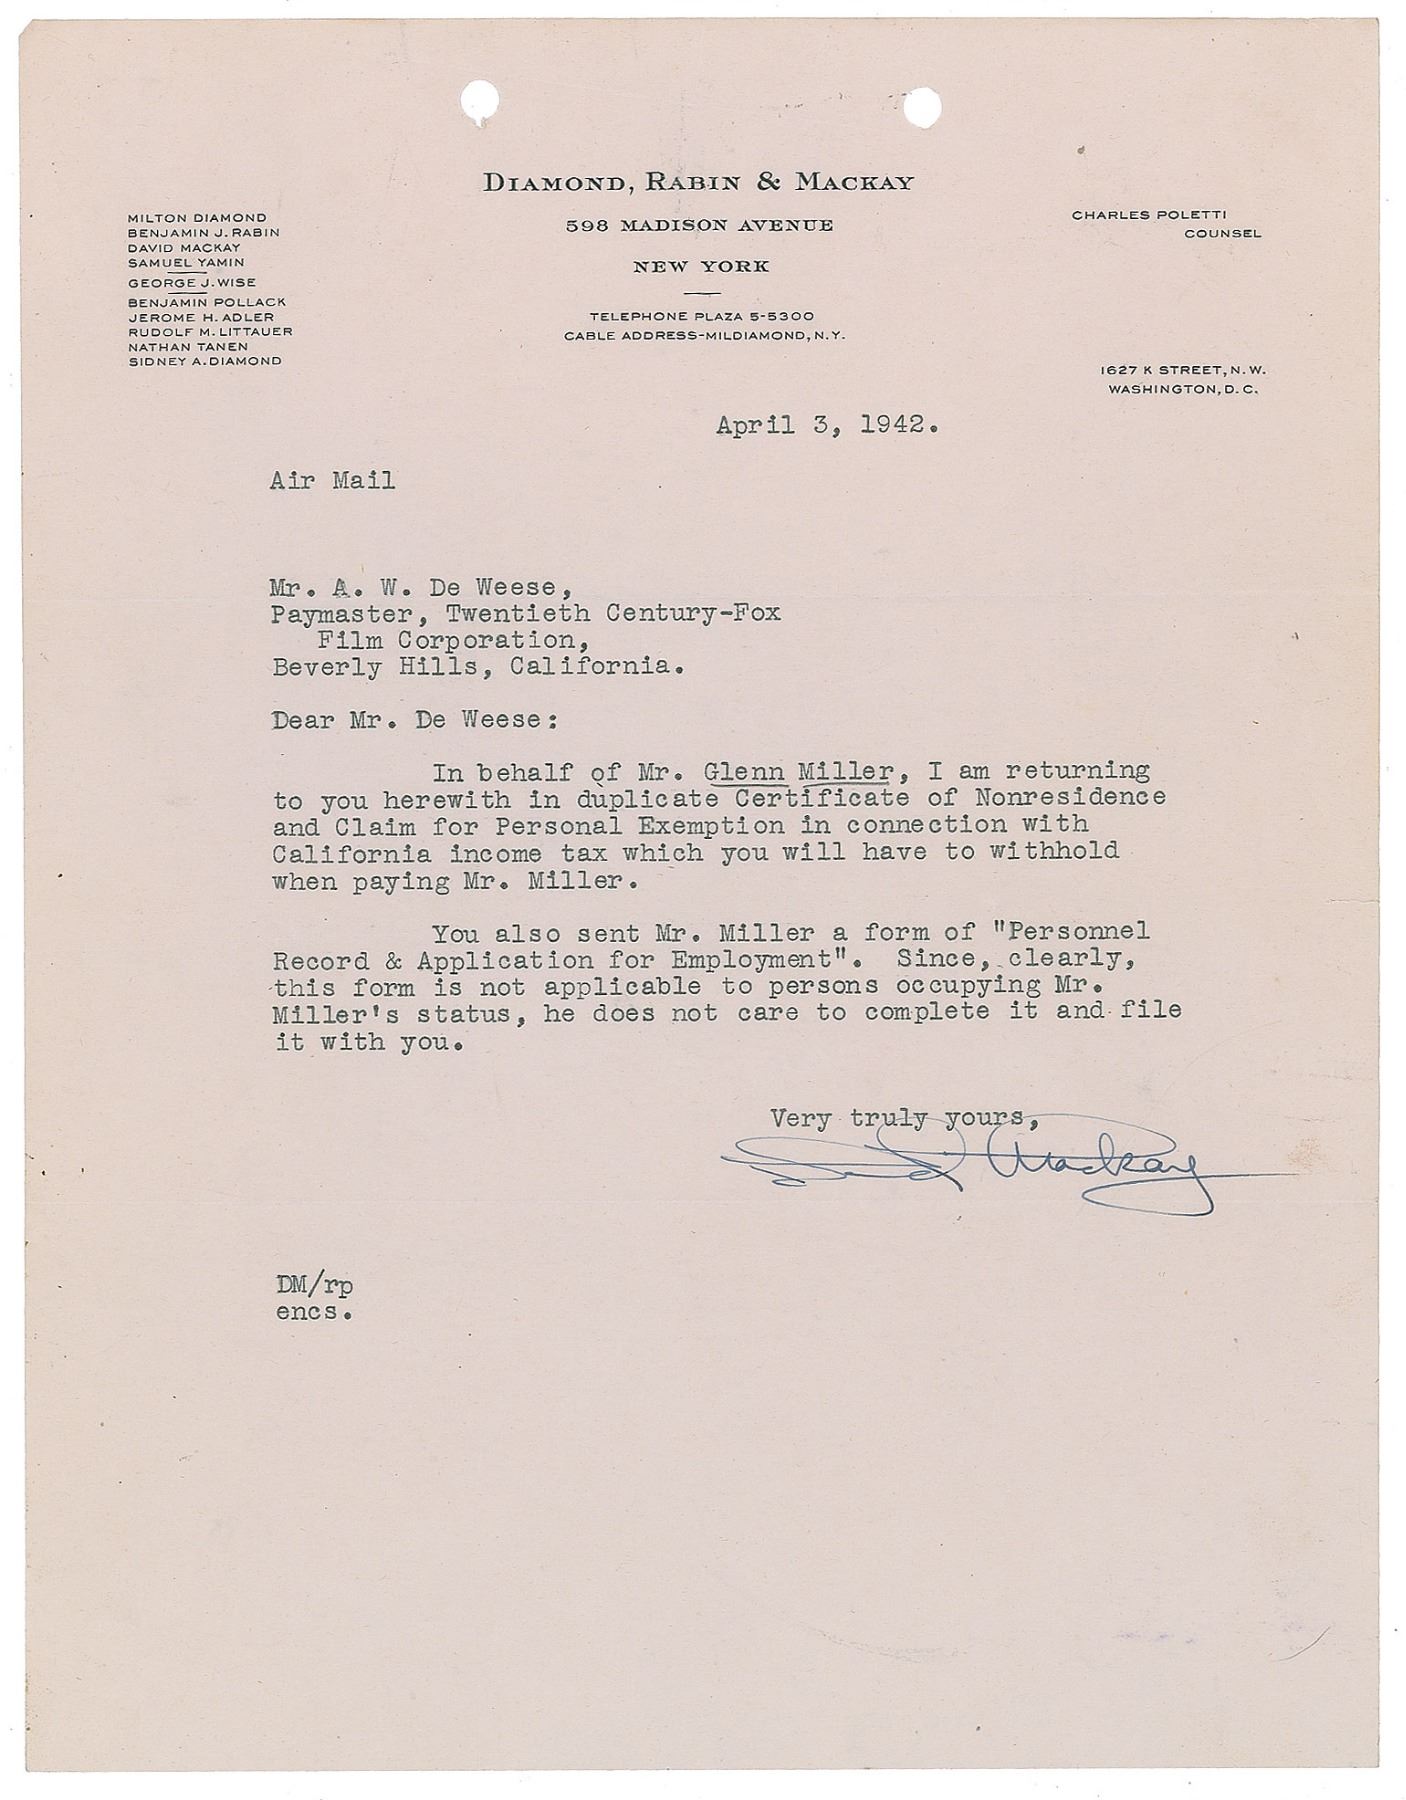 DIAMOND, RABIN & MACKAY
598 MADISON AVENUE
NEW YORK
TELEPHONE PLAZA 5-5300
CABLE ADDRESS-MILDIAMOND, N.Y.
MILTON DIAMOND
BENJAMIN J. RABIN
DAVID MACKAY
SAMUEL YAMIN
GEORGE J. WISE
BENJAMIN POLLACK
JEROME H. ADLER
RUDOLF M. LITTAUER
NATHAN TANEN
SIDNEY A. DIAMOND
CHARLES POLETTI
COUNSEL
1627 K STREET, N.W.
WASHINGTON, D.C.
April 3, 1942.
Air Mail
Mr. A. W. De Weese,
Paymaster, Twentieth Century-Fox
Film Corporation,
Beverly Hills, California.
Dear Mr. De Weese:
In behalf of Mr. Glenn Miller, I am returning
to you herewith in duplicate Certificate of Nonresidence
and Claim for Personal Exemption in connection with
California income tax which you will have to withhold
when paying Mr. Miller.
You also sent Mr. Miller a form of "Personnel
Record & Application for Employment". Since, clearly,
this form is not applicable to persons occupying Mr.
Miller's status, he does not care to complete it and file
it with you.
Very truly yours,
David Mackay
DM/rp
encs.